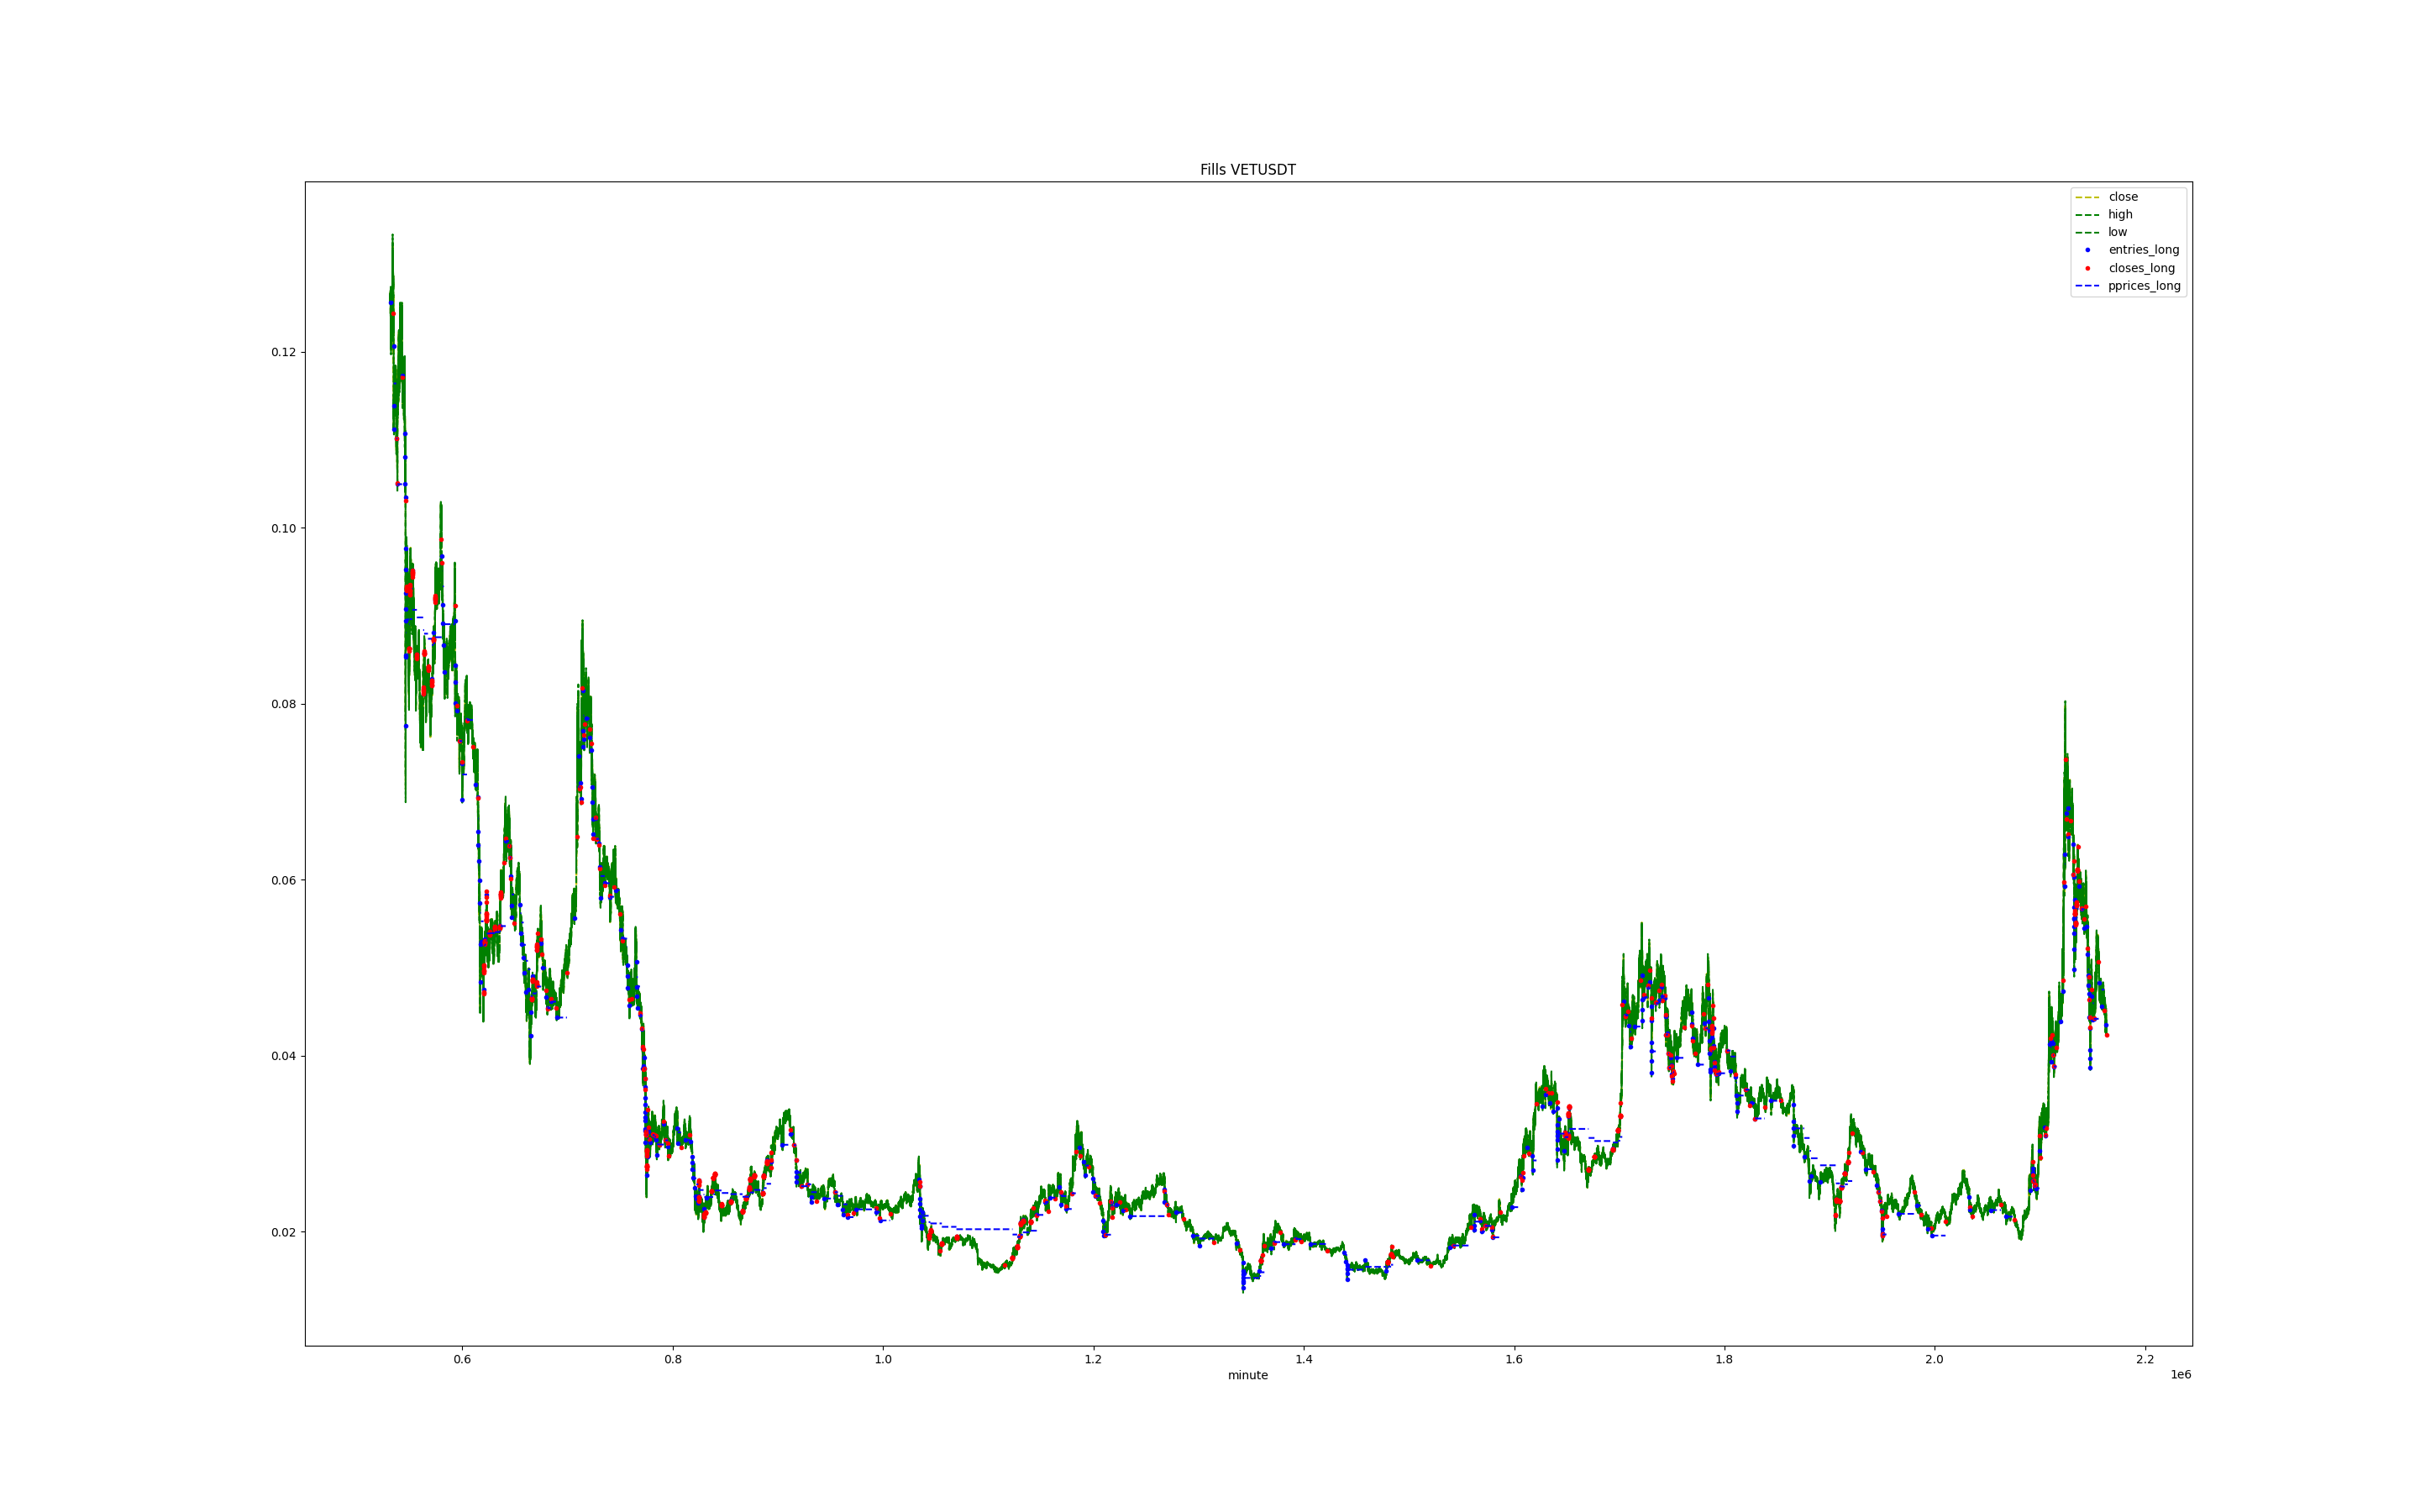 Fills VETUSDT
close
high
low
entries_long
closes_long
pprices_long
0.12
0.10
0.08
0.06
0.04
0.02
0.6 0.8 1.0 1.2 1.4 1.6 1.8 2.0 2.2
minute 1e6